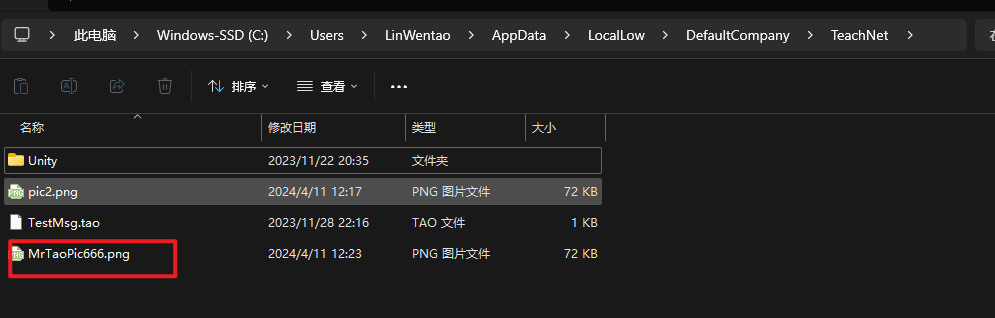 此电脑 > Windows-SSD (C:) > Users > LinWentao > AppData > LocalLow > DefaultCompany > TeachNet >
排序 查看
名称 修改日期 类型 大小
Unity 2023/11/22 20:35 文件夹
PNG pic2.png 2024/4/11 12:17 PNG 图片文件 72 KB
TestMsg.tao 2023/11/28 22:16 TAO 文件 1 KB
PNG MrTaoPic666.png 2024/4/11 12:23 PNG 图片文件 72 KB